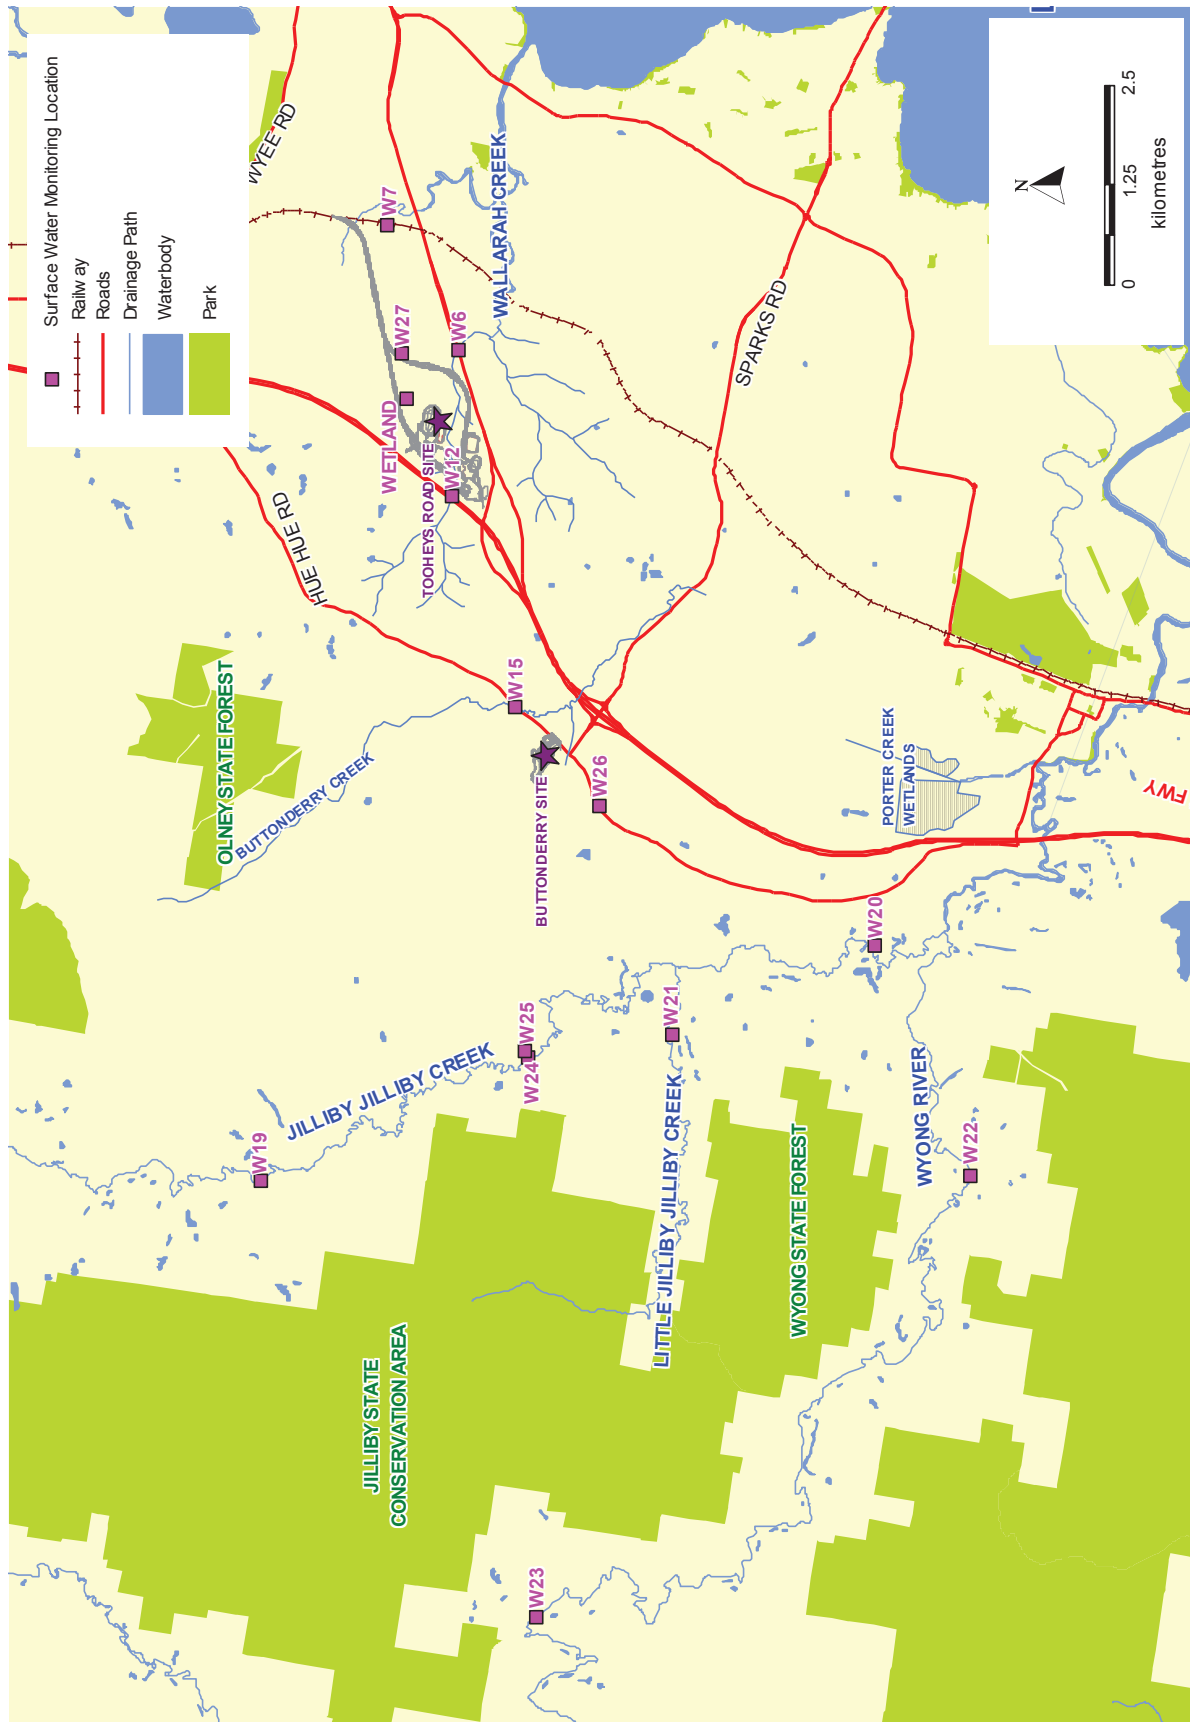 Surface Water Monitoring Location
Rail way
Roads
Drainage Path
Waterbody
Park
WYEE RD
W7
WALLARAH CREEK
W27
W6
WETLAND
TOOHEYS ROAD SITE
W12
HUE HUE RD
SPARKS RD
N
0
1.25
2.5
kilometres
OLNEY STATE FOREST
BUTTONDERRY CREEK
W15
BUTTONDERRY SITE
W26
PORTER CREEK
WETLANDS
FWY
W20
W19
JILLIBY JILLIBY CREEK
W25
W24
W21
LITTLE JILLIBY JILLIBY CREEK
WYONG RIVER
W22
WYONG STATE FOREST
JILLIBY STATE
CONSERVATION AREA
W23